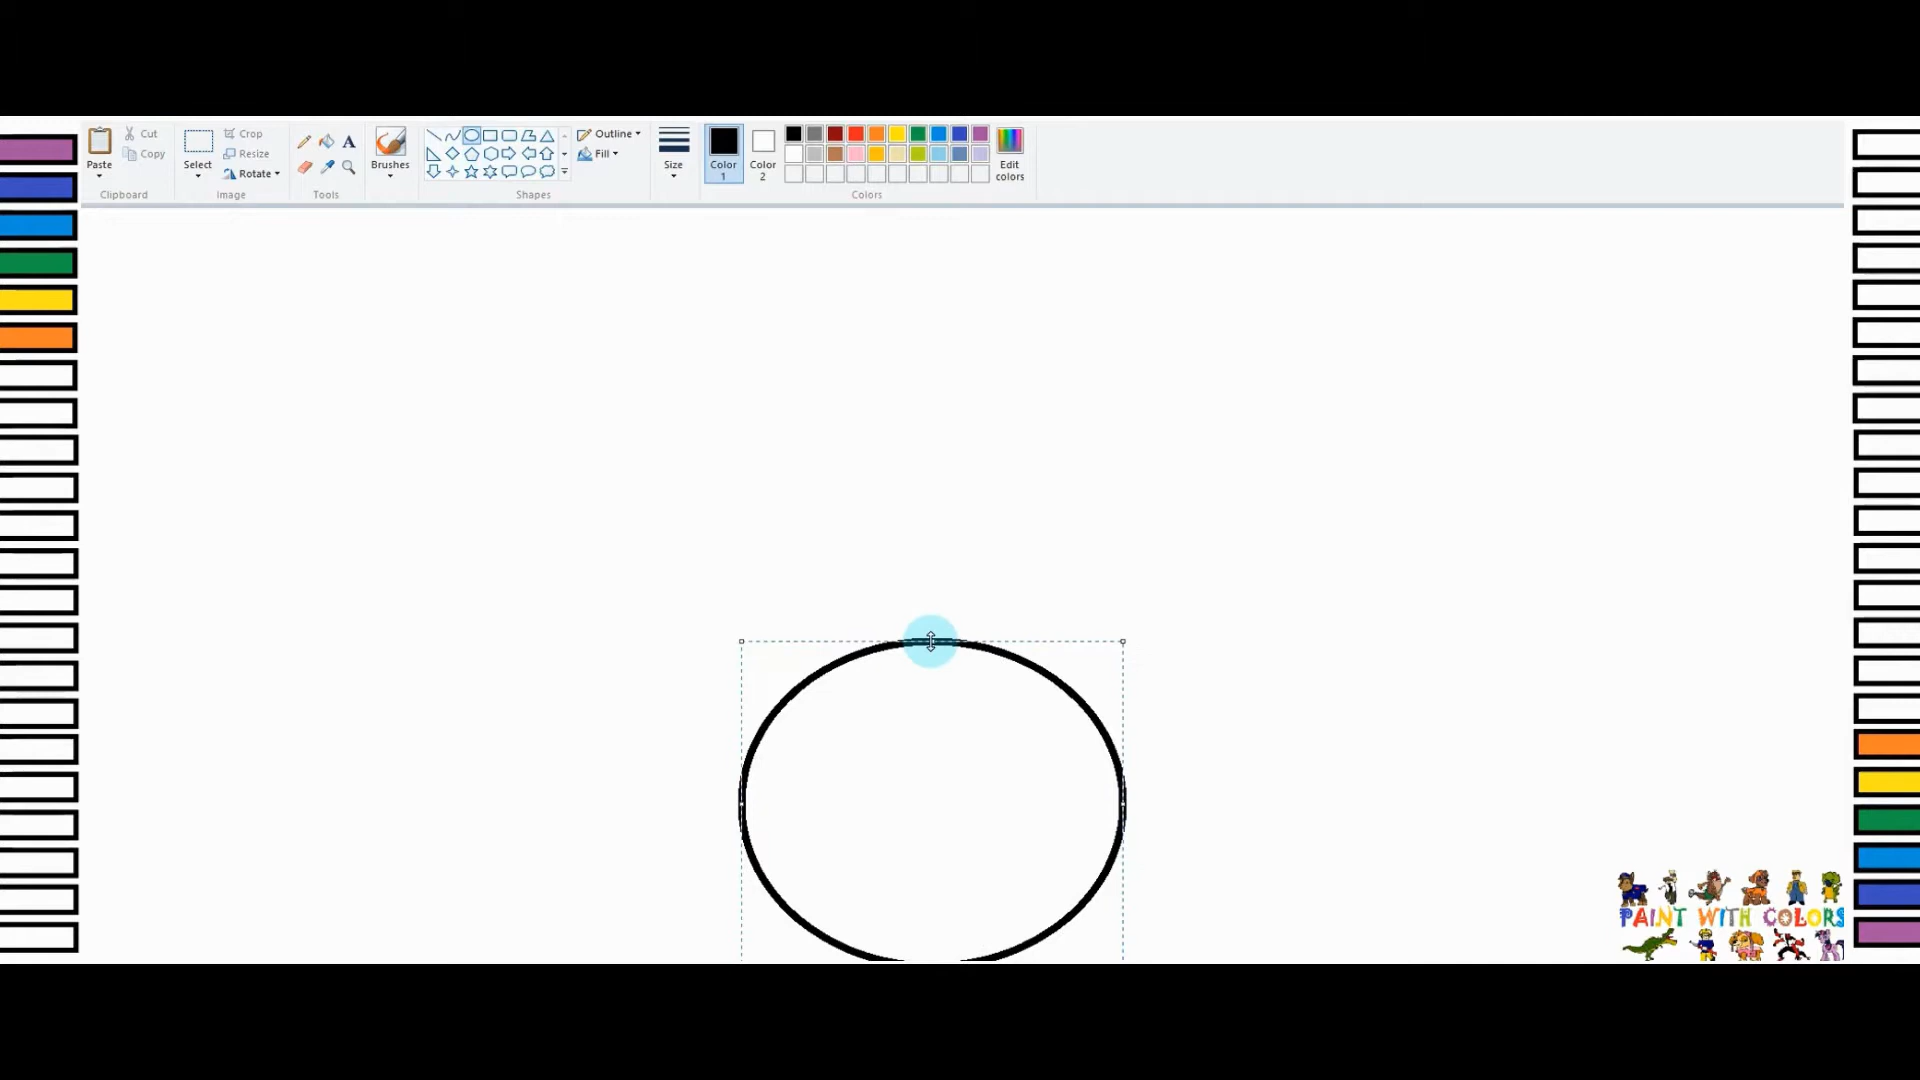 Cut
Crop
Outline
Copy
Resize
Fill
Paste
Select
Rotate
Brushes
Size
Color
1
Color
2
Edit
colors
A
Clipboard
Image
Tools
Shapes
Colors
PAINT WITH COLORS